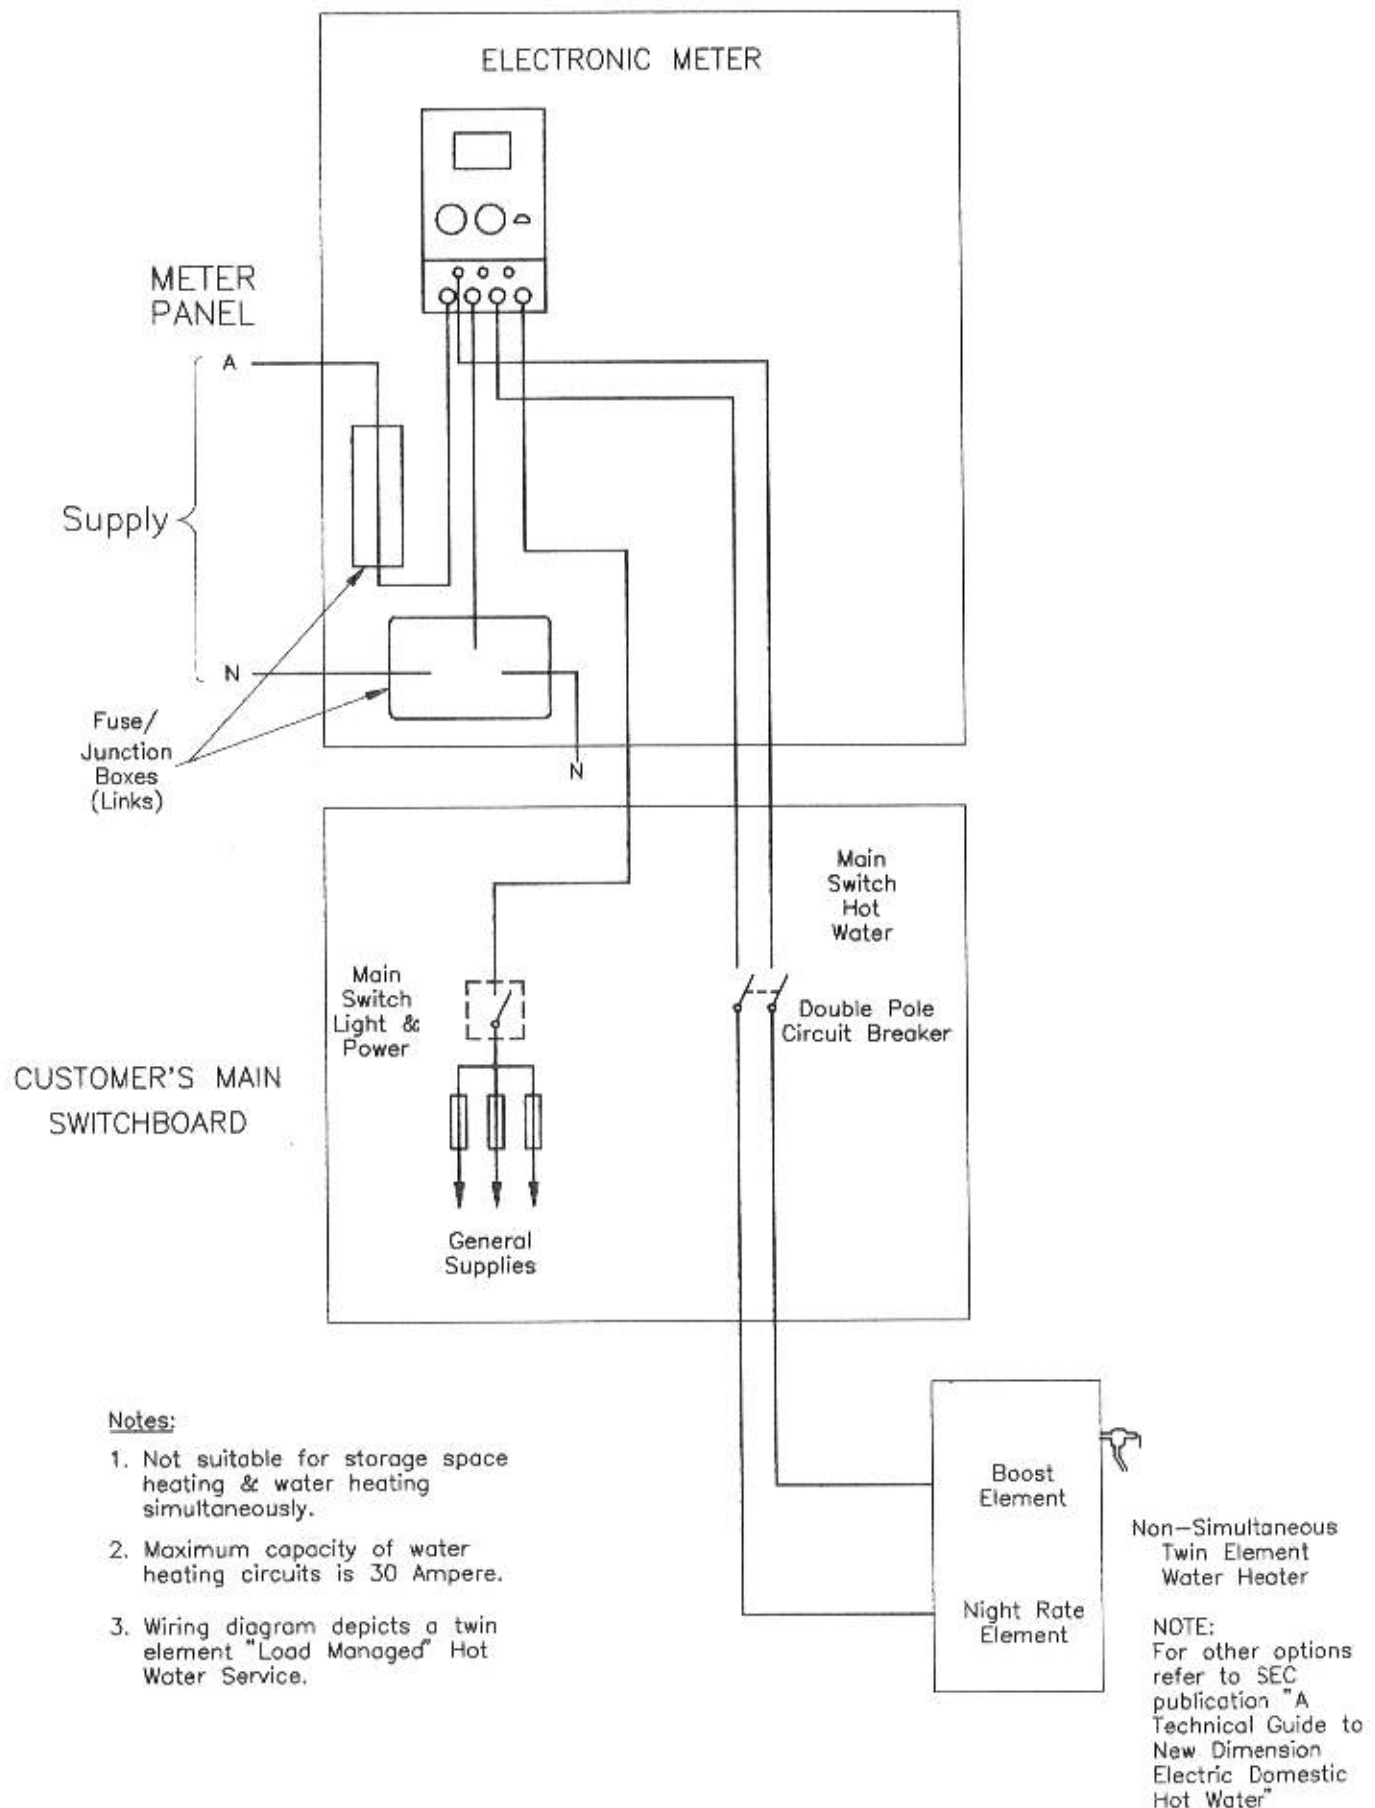 ELECTRONIC METER
METER
PANEL
A
Supply
N
Fuse/
Junction
Boxes
(Links)
N
Main
Switch
Hot
Water
Main
Switch
Light &
Power
Double Pole
Circuit Breaker
CUSTOMER'S MAIN
SWITCHBOARD
General
Supplies
Notes:
1. Not suitable for storage space
heating & water heating
simultaneously.
2. Maximum capacity of water
heating circuits is 30 Ampere.
3. Wiring diagram depicts a twin
element "Load Managed" Hot
Water Service.
Boost
Element
Night Rate
Element
Non-Simultaneous
Twin Element
Water Heater
NOTE:
For other options
refer to SEC
publication "A
Technical Guide to
New Dimension
Electric Domestic
Hot Water"